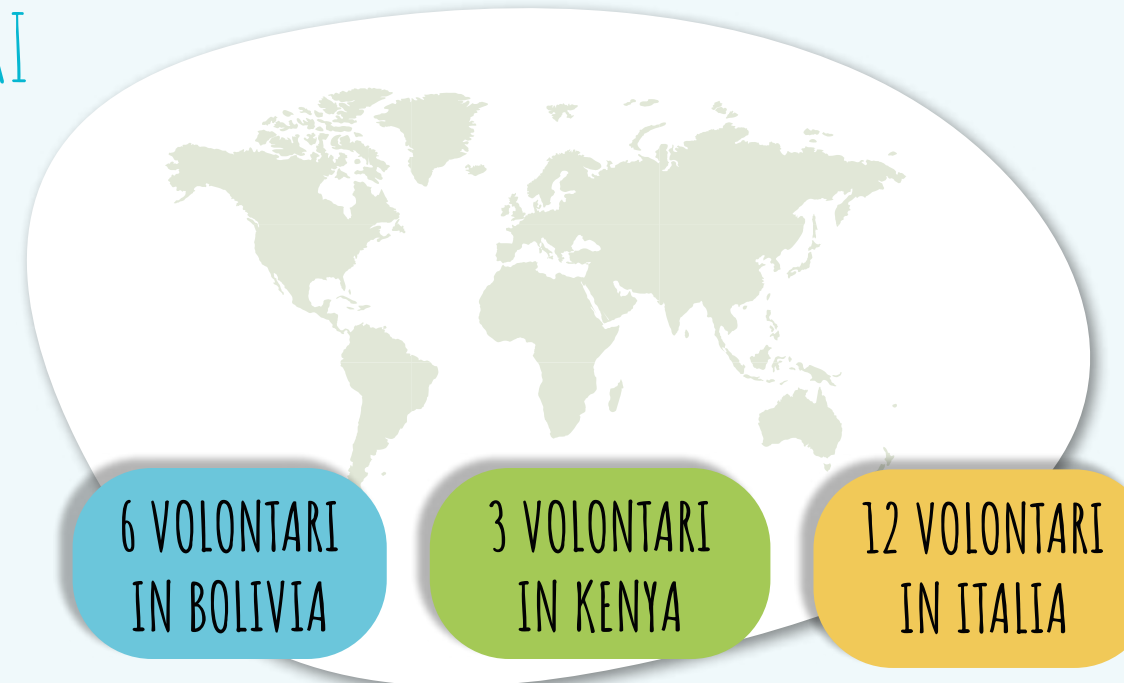 6 VOLONTARI
IN BOLIVIA
3 VOLONTARI
IN KENYA
12 VOLONTARI
IN ITALIA